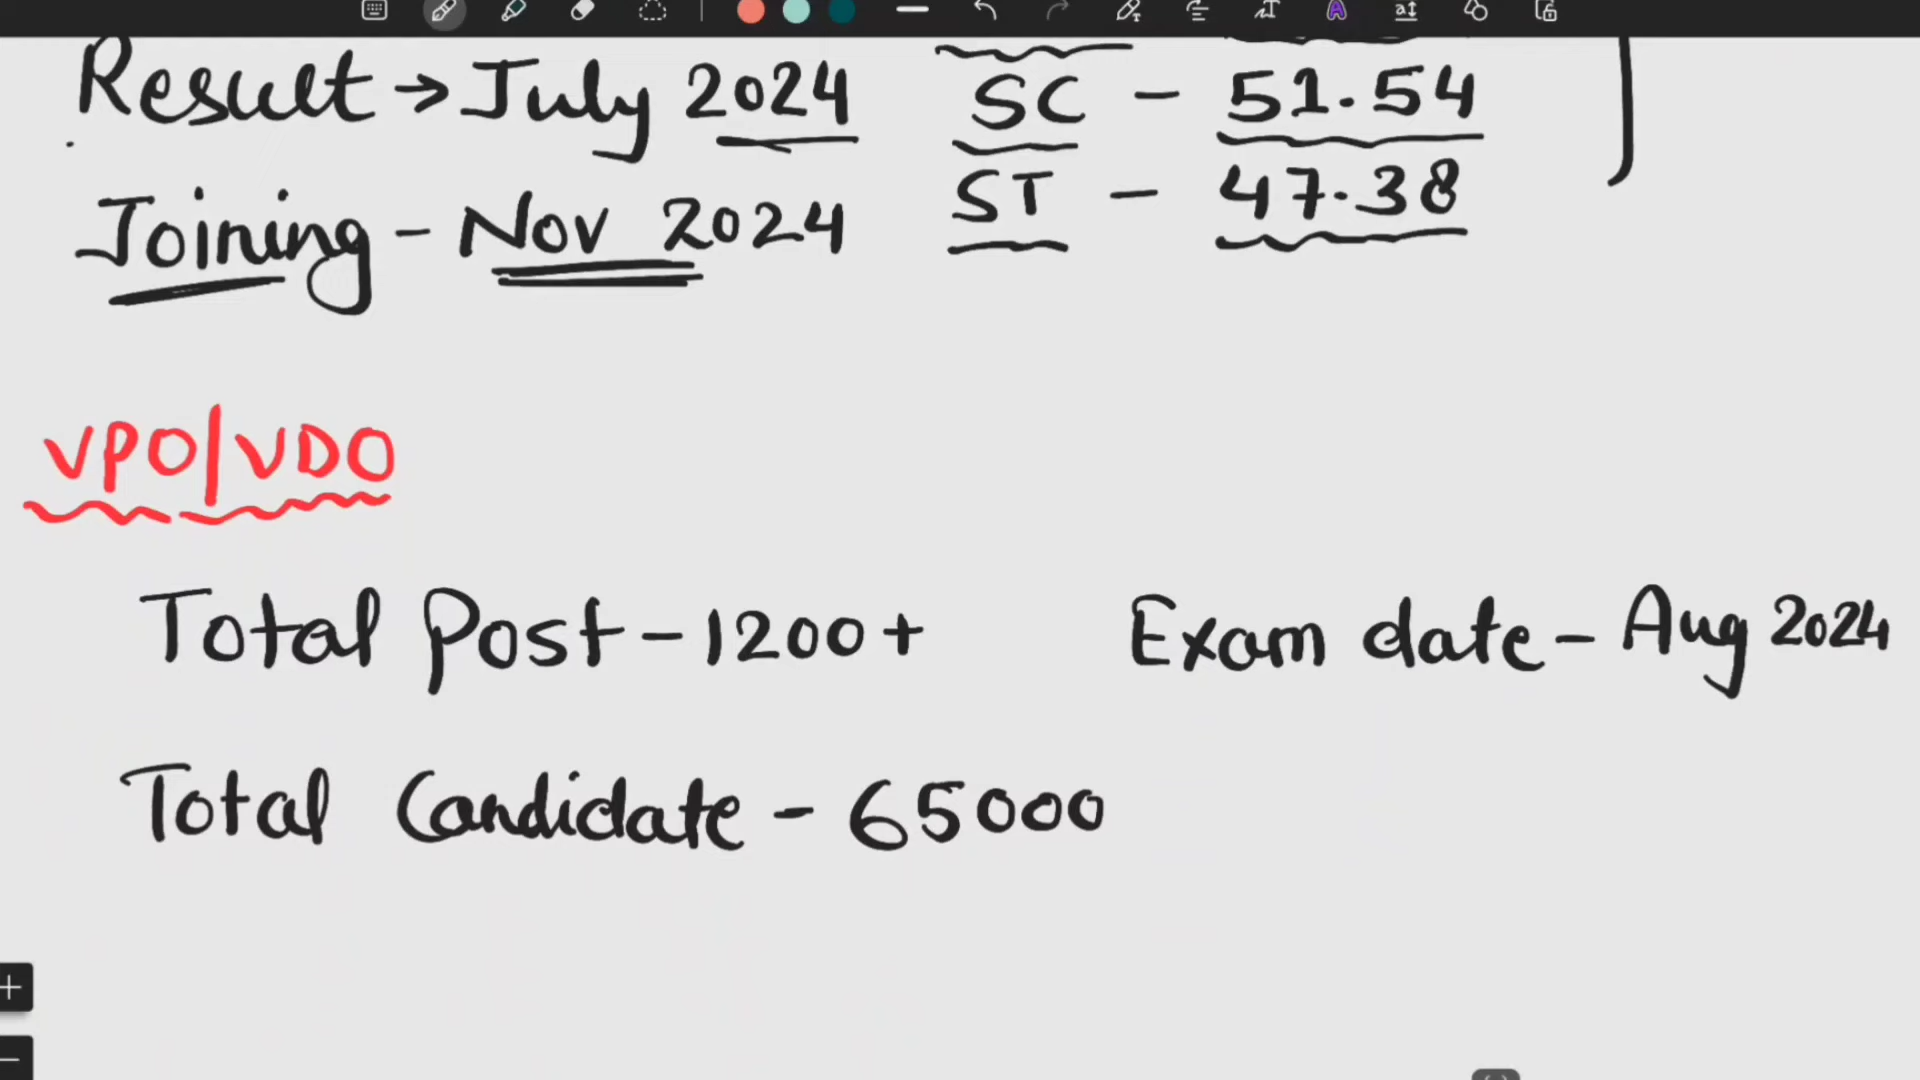 Result → July 2024
Joining - Nov 2024
SC - 51.54
ST - 47.38
VPO/VDO
Total Post - 1200+
Exam date - Aug 2024
Total Candidate - 65000